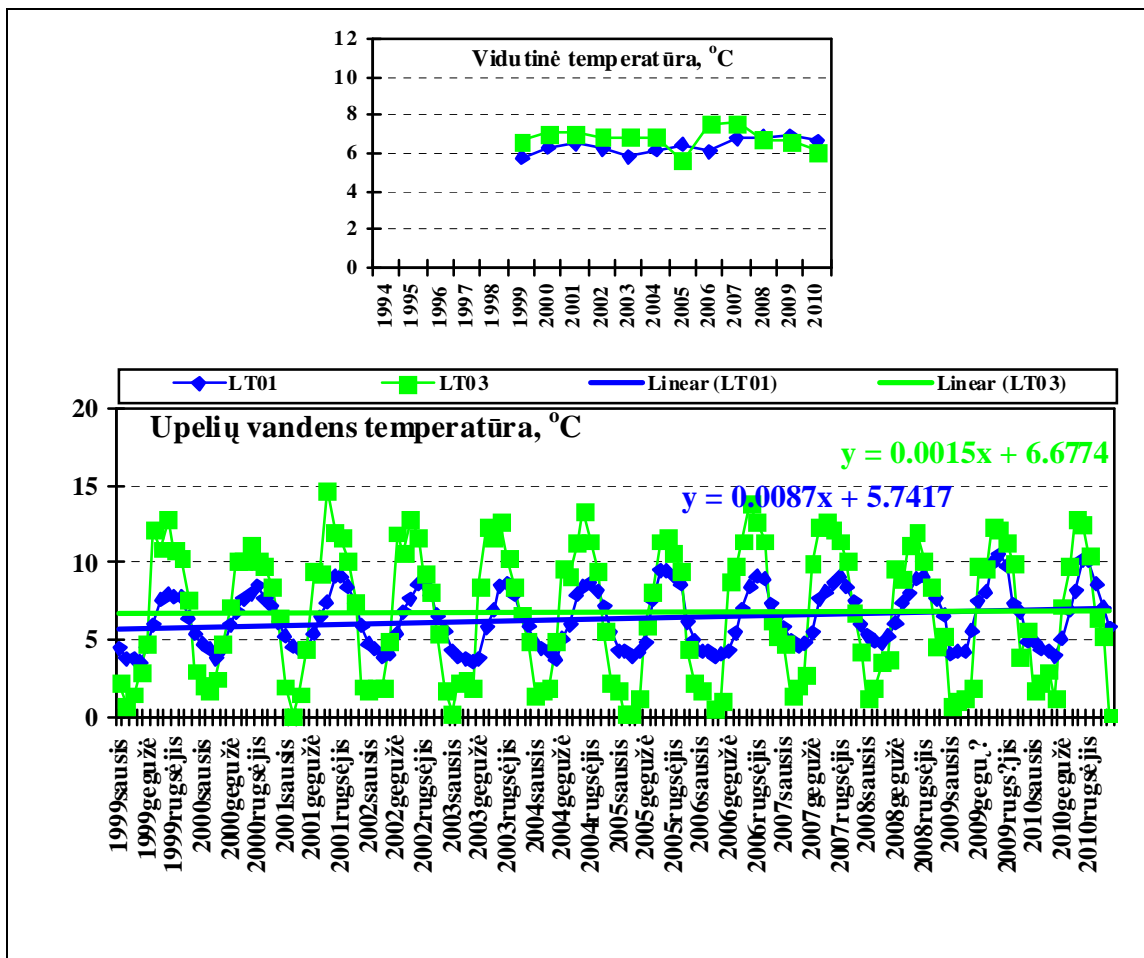 Vidutinė temperatūra, °C
12
10
8
6
4
2
0
1994
1995
1996
1997
1998
1999
2000
2001
2002
2003
2004
2005
2006
2007
2008
2009
2010
LT01 LT03 Linear (LT01) Linear (LT03)
Upelių vandens temperatūra, °C
y = 0.0015x + 6.6774
y = 0.0087x + 5.7417
20
15
10
5
0
1999sausis
1999gegužė
1999rugsėjis
2000sausis
2000gegužė
2000rugsėjis
2001sausis
2001gegužė
2001rugsėjis
2002sausis
2002gegužė
2002rugsėjis
2003sausis
2003gegužė
2003rugsėjis
2004sausis
2004gegužė
2004rugsėjis
2005sausis
2005gegužė
2005rugsėjis
2006sausis
2006gegužė
2006rugsėjis
2007sausis
2007gegužė
2007rugsėjis
2008sausis
2008gegužė
2008rugsėjis
2009sausis
2009gegu.?
2009rugs?jis
2010sausis
2010gegužė
2010rugsėjis